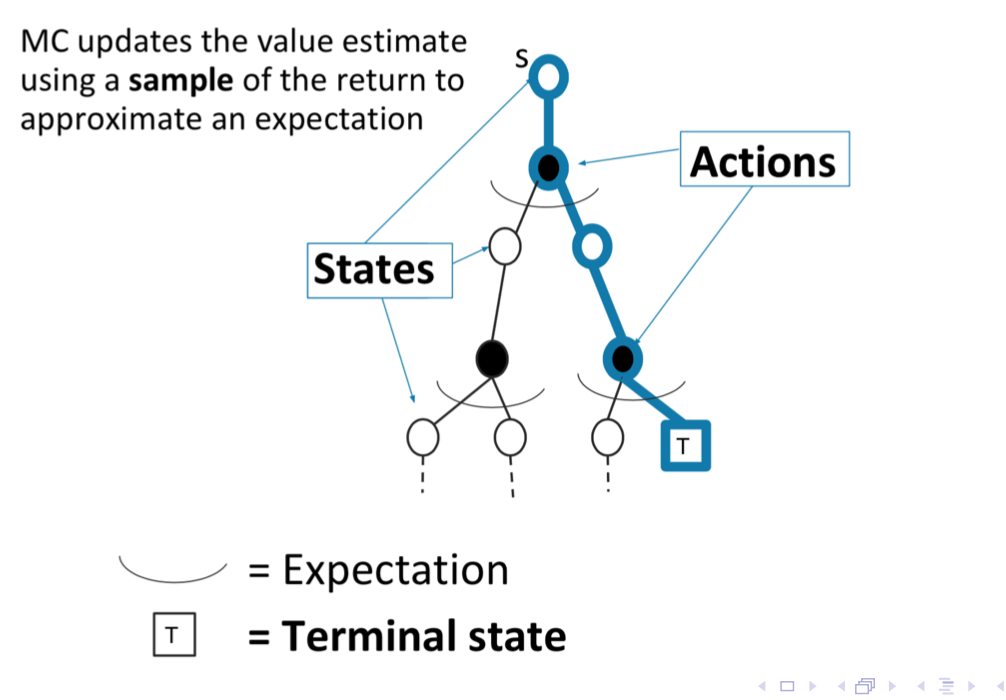 MC updates the value estimate
using a sample of the return to
approximate an expectation
S
Actions
States
T
= Expectation
T
= Terminal state